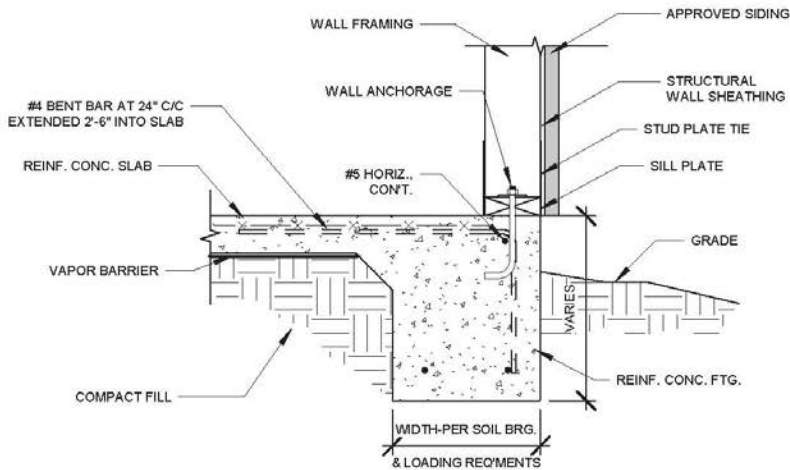 WALL FRAMING
APPROVED SIDING
WALL ANCHORAGE
STRUCTURAL
WALL SHEATHING
#4 BENT BAR AT 24" C/C
EXTENDED 2'-6" INTO SLAB
STUD PLATE TIE
REINF. CONC. SLAB
#5 HORIZ.,
CON'T.
SILL PLATE
GRADE
VAPOR BARRIER
VARIES
COMPACT FILL
REINF. CONC. FTG.
WIDTH-PER SOIL BRG.
& LOADING REQ'MENTS